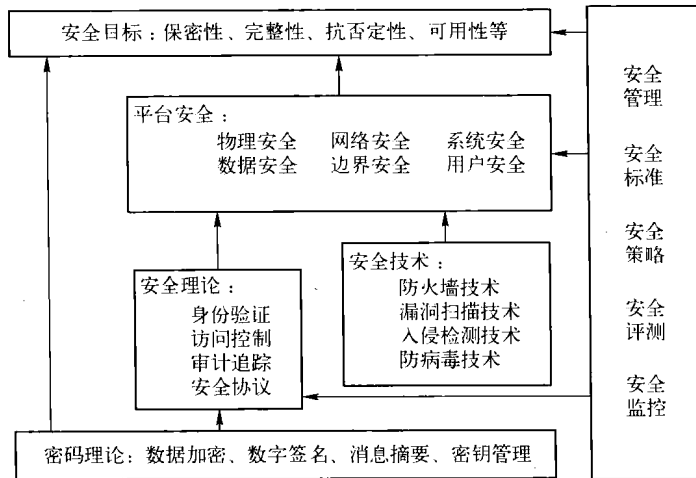 安全目标：保密性、完整性、抗否定性、可用性等
平台安全：
物理安全 网络安全 系统安全
数据安全 边界安全 用户安全
安全理论：
身份验证
访问控制
审计追踪
安全协议
安全技术：
防火墙技术
漏洞扫描技术
入侵检测技术
防病毒技术
密码理论：数据加密、数字签名、消息摘要、密钥管理
安全
管理
安全
标准
安全
策略
安全
评测
安全
监控